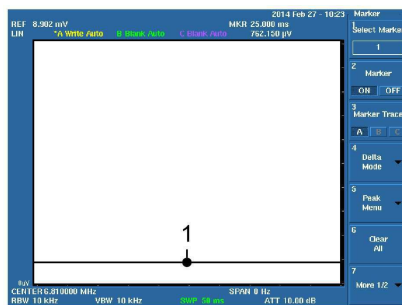 2014 Feb 27 - 10:23
Marker
REF 8.902 mV
MKR 25.000 ms
LIN
*A Write Auto
B Blank Auto
C Blank Auto
762.150 µV
1
Select Marker
1
2
Marker
ON OFF
3
Marker Trace
A B C
4
Delta
Mode
5
Peak
Menu
6
Clear
All
7
More 1/2
1
0µV
CENTER 6.810000 MHz
SPAN 0 Hz
RBW 10 kHz
VBW 10 kHz
SWP 50 ms
ATT 10.00 dB